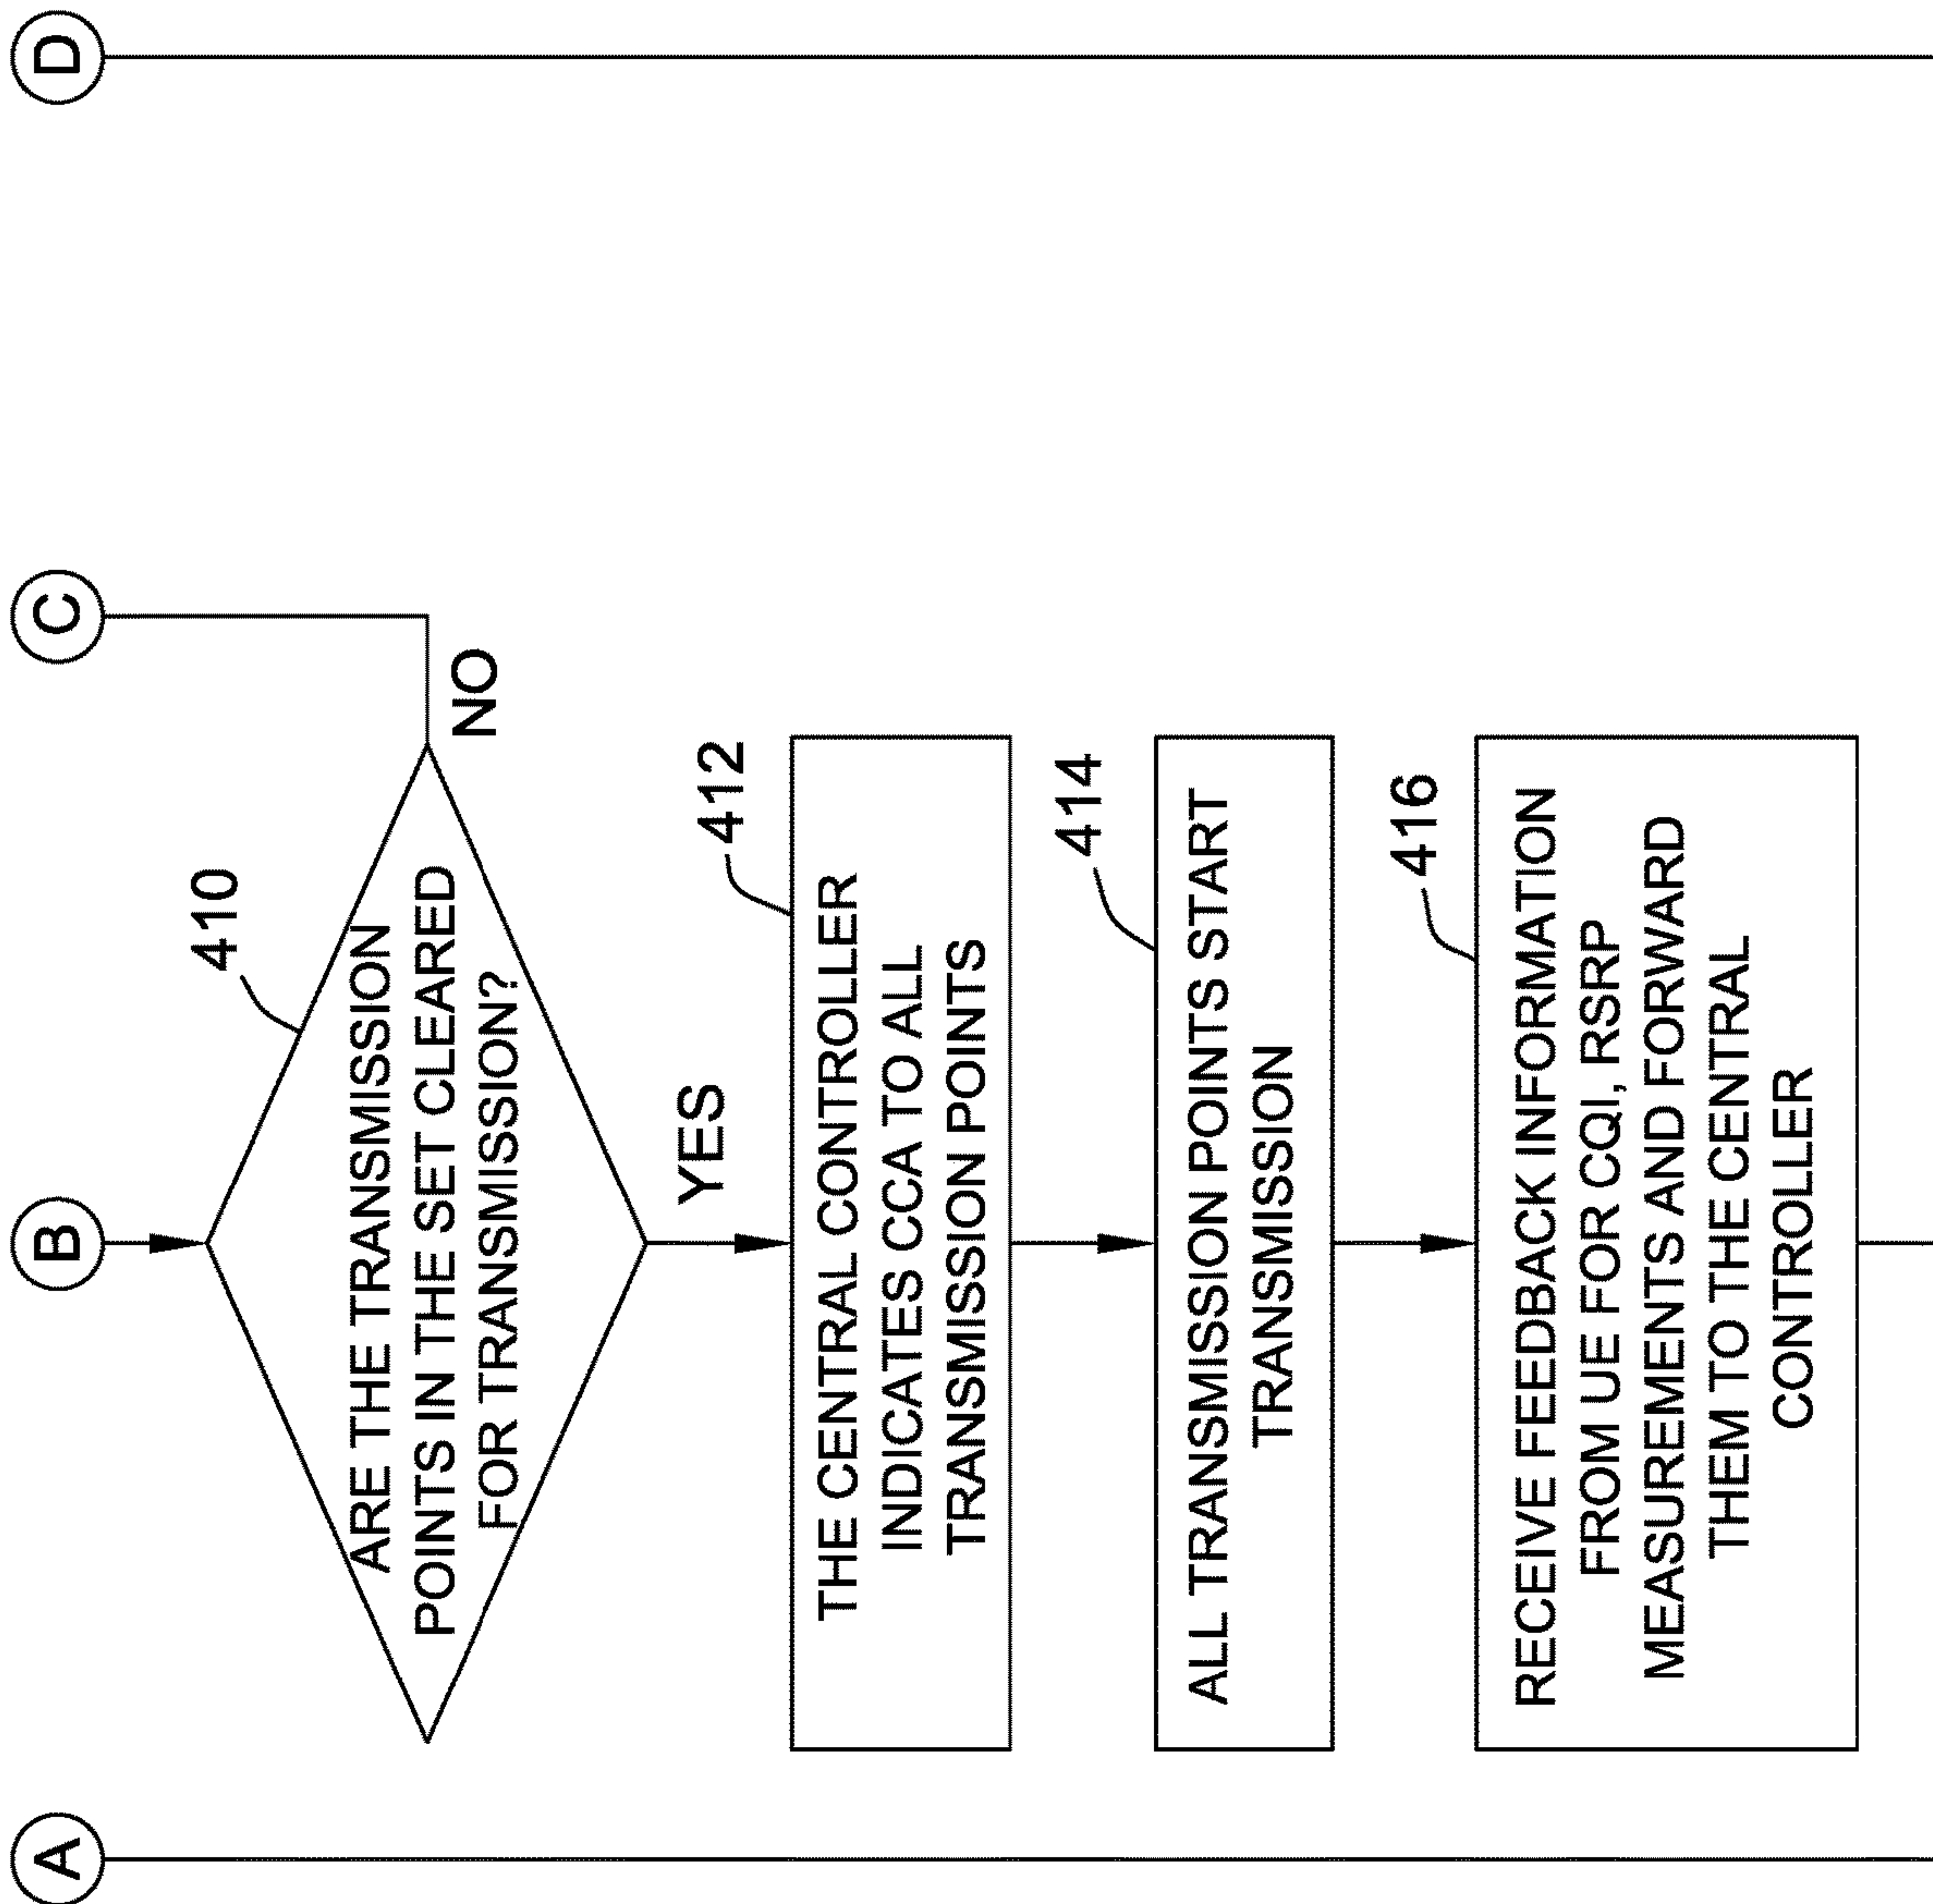 A
B
C
D
410
ARE THE TRANSMISSION
POINTS IN THE SET CLEARED
FOR TRANSMISSION?
NO
YES
412
THE CENTRAL CONTROLLER
INDICATES CCA TO ALL
TRANSMISSION POINTS
414
ALL TRANSMISSION POINTS START
TRANSMISSION
416
RECEIVE FEEDBACK INFORMATION
FROM UE FOR CQI, RSRP
MEASUREMENTS AND FORWARD
THEM TO THE CENTRAL
CONTROLLER